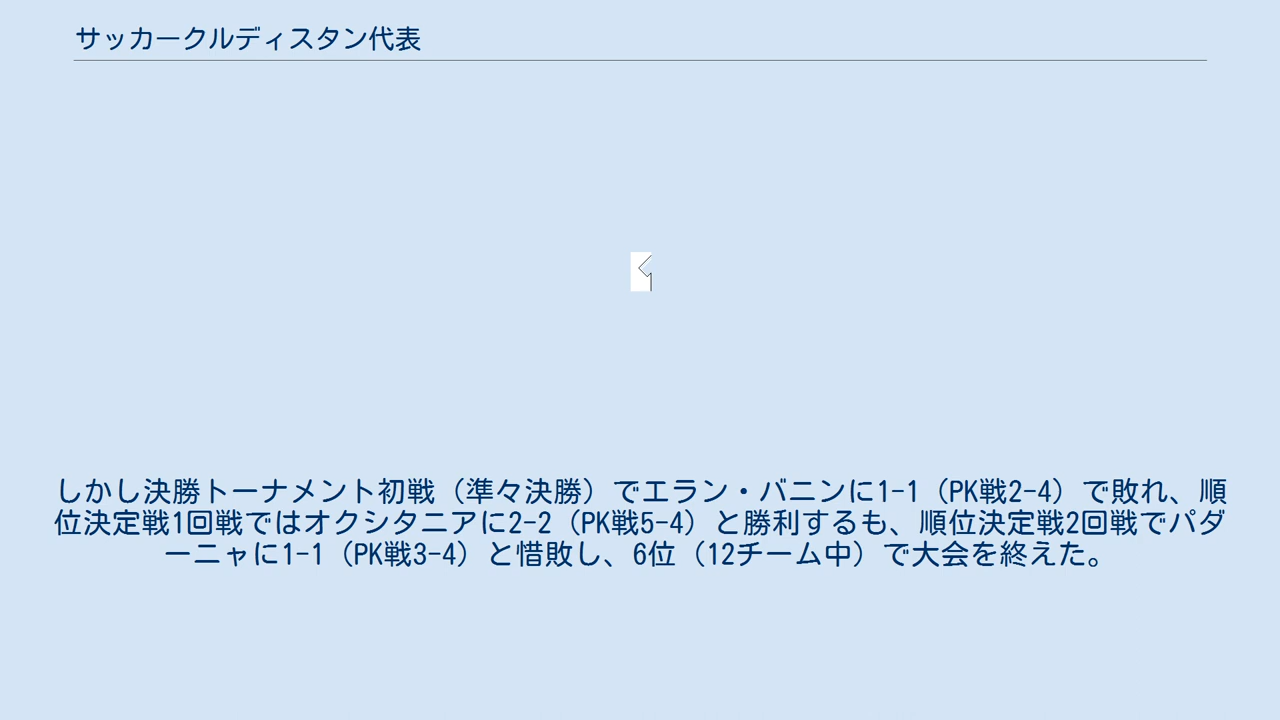 サッカークルディスタン代表
しかし決勝トーナメント初戦（準々決勝）でエラン・バニンに1-1（PK戦2-4）で敗れ、順
位決定戦1回戦ではオクシタニアに2-2（PK戦5-4）と勝利するも、順位決定戦2回戦でパダ
ーニャに1-1（PK戦3-4）と惜敗し、6位（12チーム中）で大会を終えた。